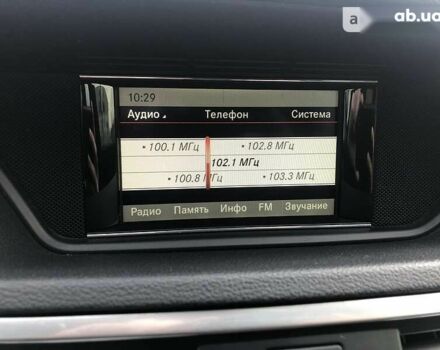 a ab.ua
10:29
Аудио Телефон Система
• 100.1 МГц • 102.8 МГц
102.1 МГц
• 100.8 МГц • 103.3 МГц
Радио Память Инфо FM Звучание